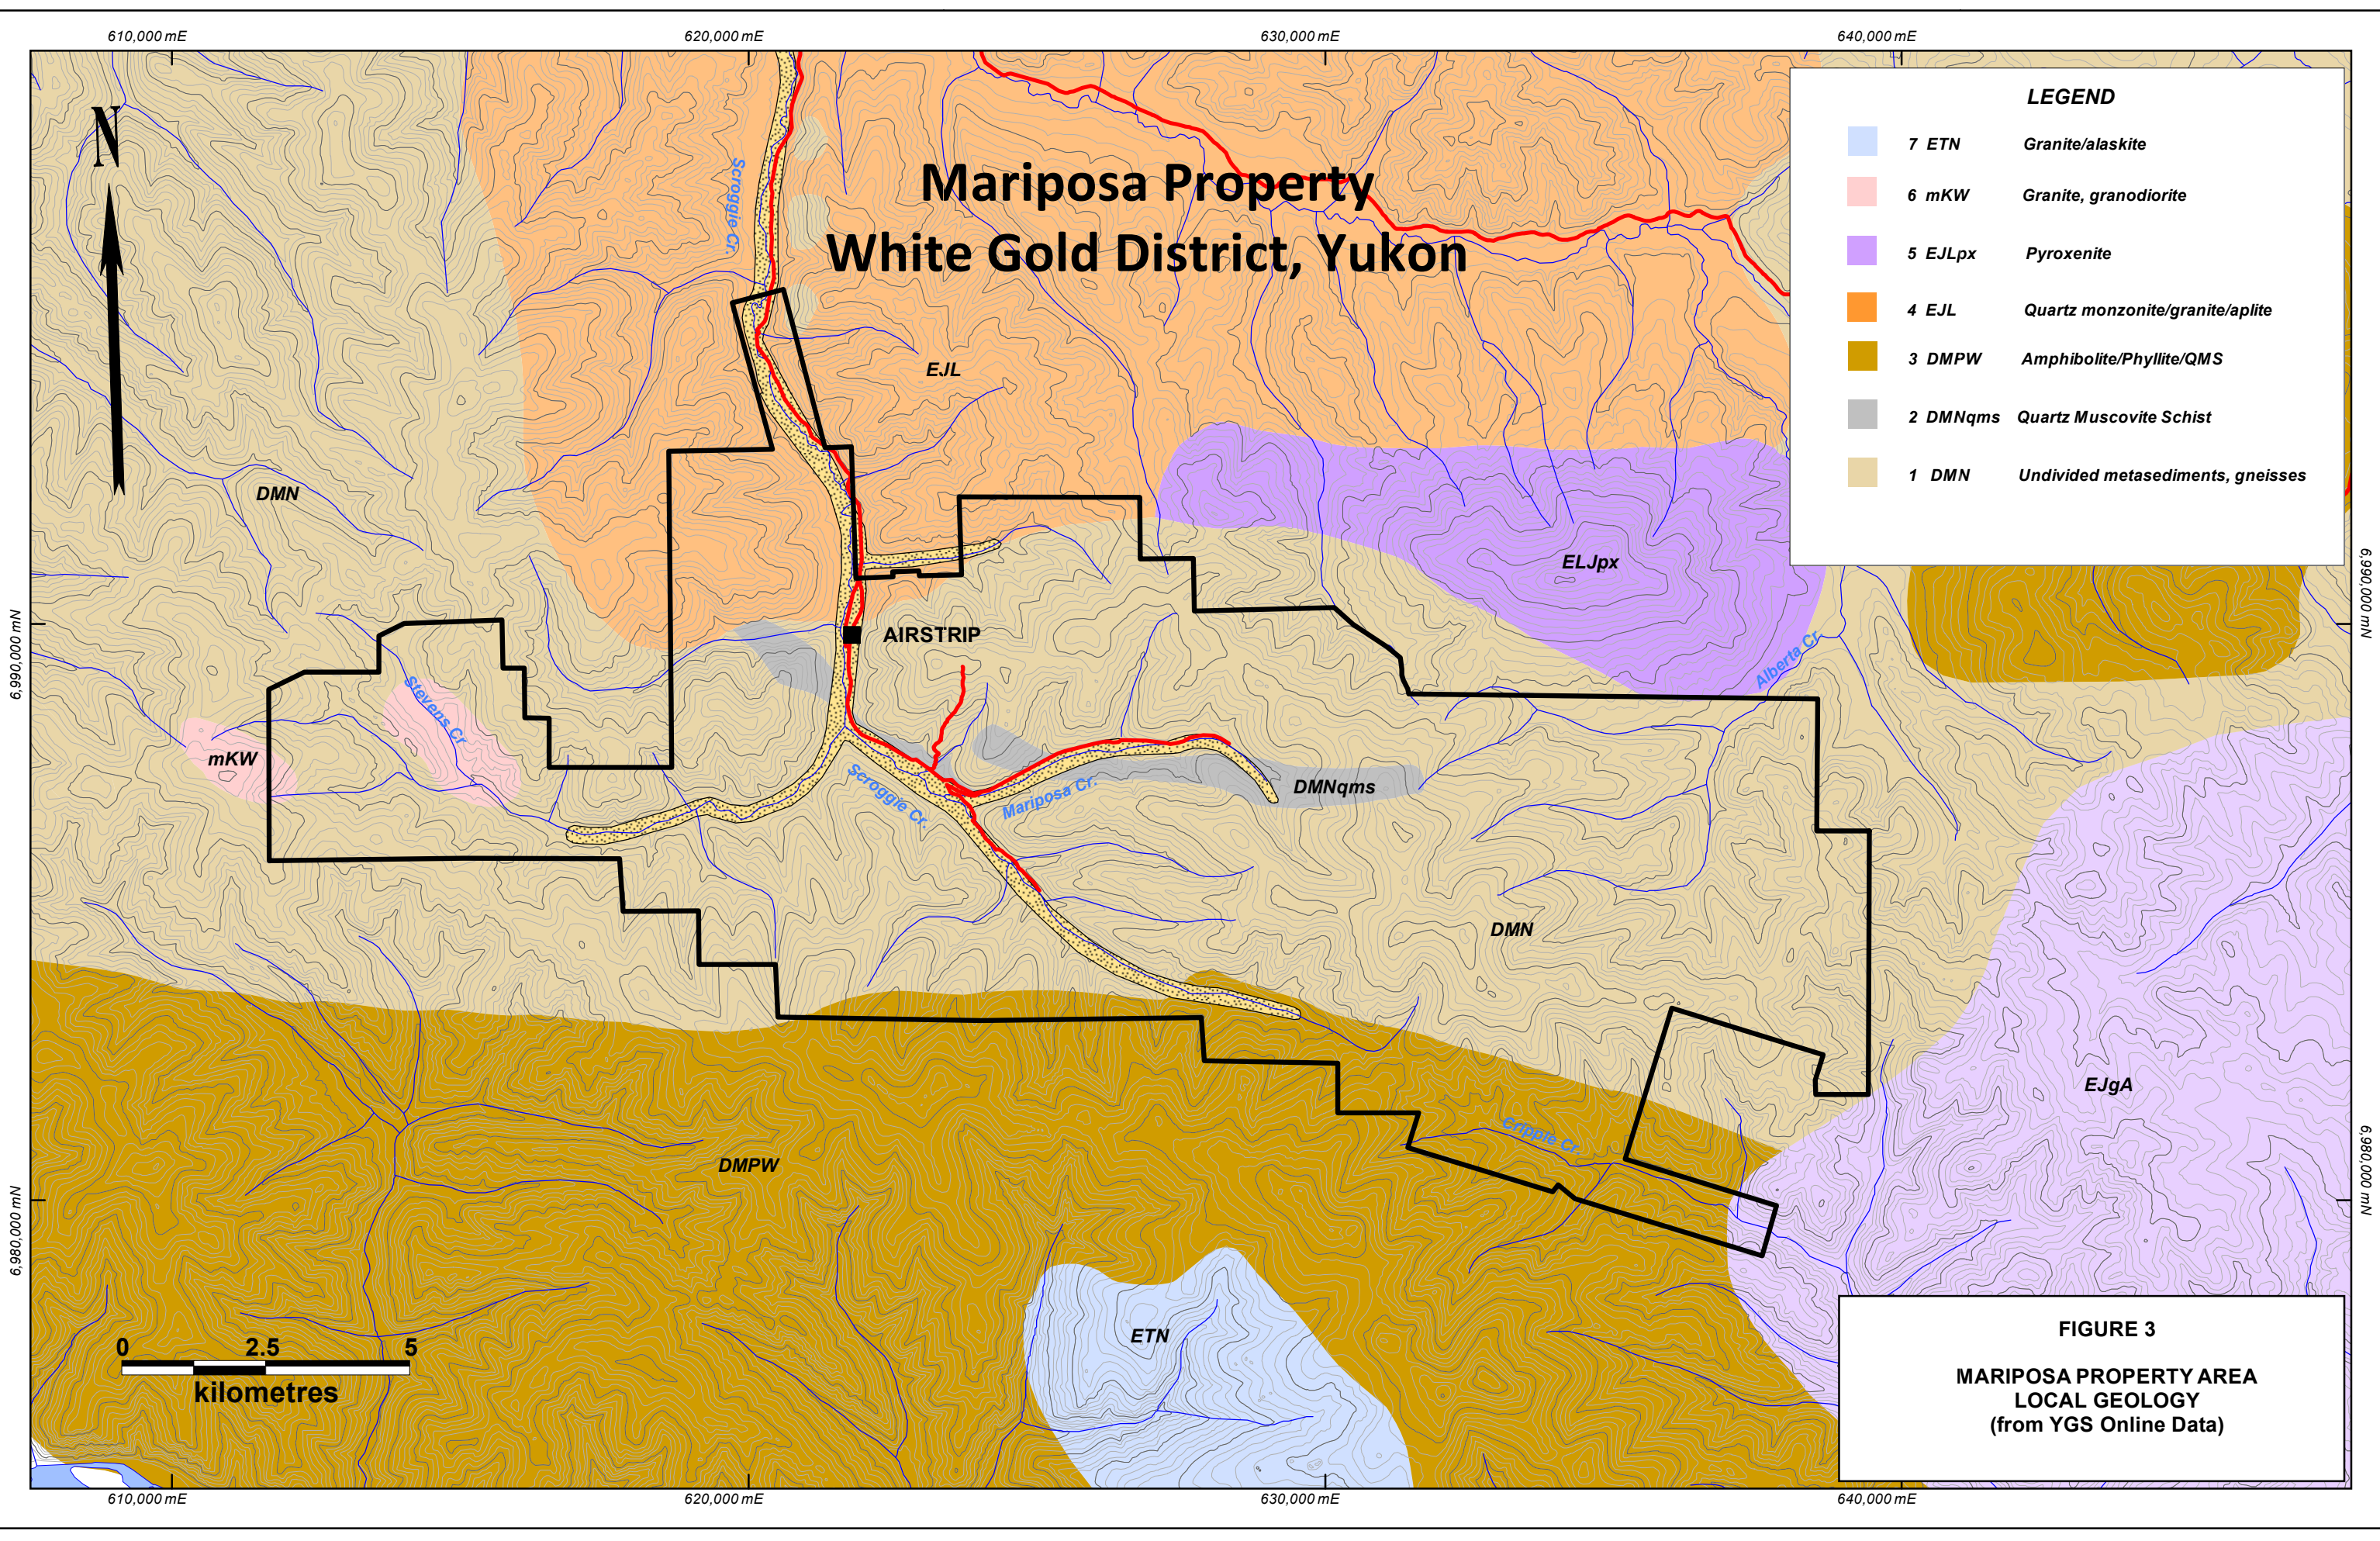 610,000 mE
620,000 mE
630,000 mE
640,000 mE
N
Mariposa Property
White Gold District, Yukon
LEGEND
7 ETN Granite/alaskite
6 mKW Granite, granodiorite
5 EJLpx Pyroxenite
4 EJL Quartz monzonite/granite/aplite
3 DMPW Amphibolite/Phyllite/QMS
2 DMNqms Quartz Muscovite Schist
1 DMN Undivided metasediments, gneisses
Scroggie Cr.
EJL
DMN
ELJpx
6,990,000 mN
6,990,000 mN
AIRSTRIP
Alberta Cr.
Stevens Cr
mKW
Scroggie Cr.
Mariposa Cr.
DMNqms
DMN
EJgA
Cripple Cr.
DMPW
6,980,000 mN
6,980,000 mN
ETN
0 2.5 5
kilometres
FIGURE 3
MARIPOSA PROPERTY AREA
LOCAL GEOLOGY
(from YGS Online Data)
610,000 mE
620,000 mE
630,000 mE
640,000 mE